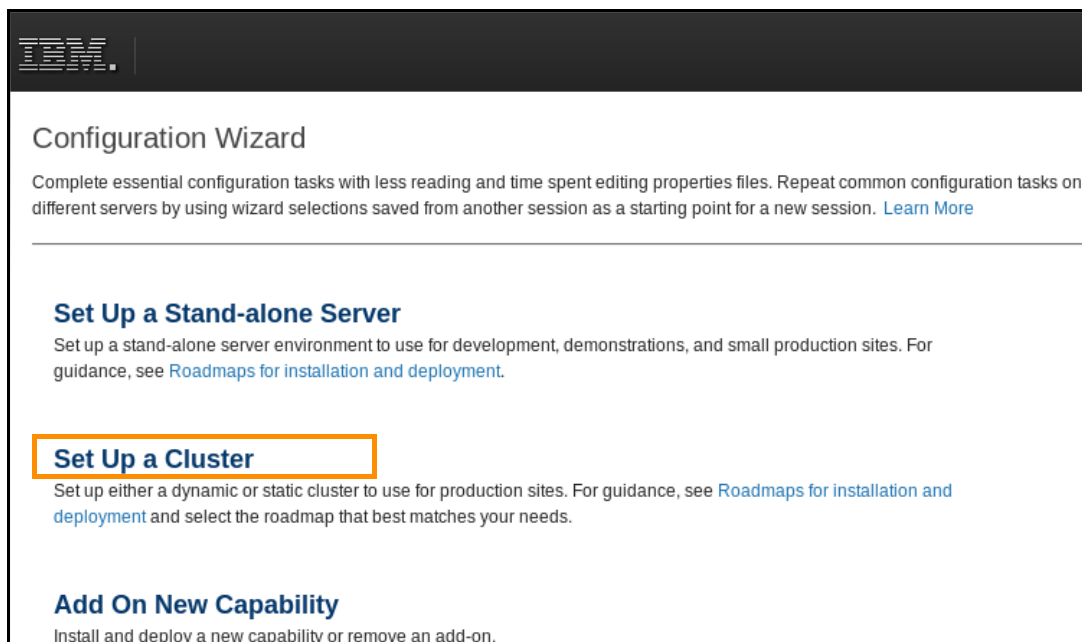 IBM.
Configuration Wizard
Complete essential configuration tasks with less reading and time spent editing properties files. Repeat common configuration tasks on
different servers by using wizard selections saved from another session as a starting point for a new session. Learn More
Set Up a Stand-alone Server
Set up a stand-alone server environment to use for development, demonstrations, and small production sites. For
guidance, see Roadmaps for installation and deployment.
Set Up a Cluster
Set up either a dynamic or static cluster to use for production sites. For guidance, see Roadmaps for installation and
deployment and select the roadmap that best matches your needs.
Add On New Capability
Install and deploy a new capability or remove an add-on.